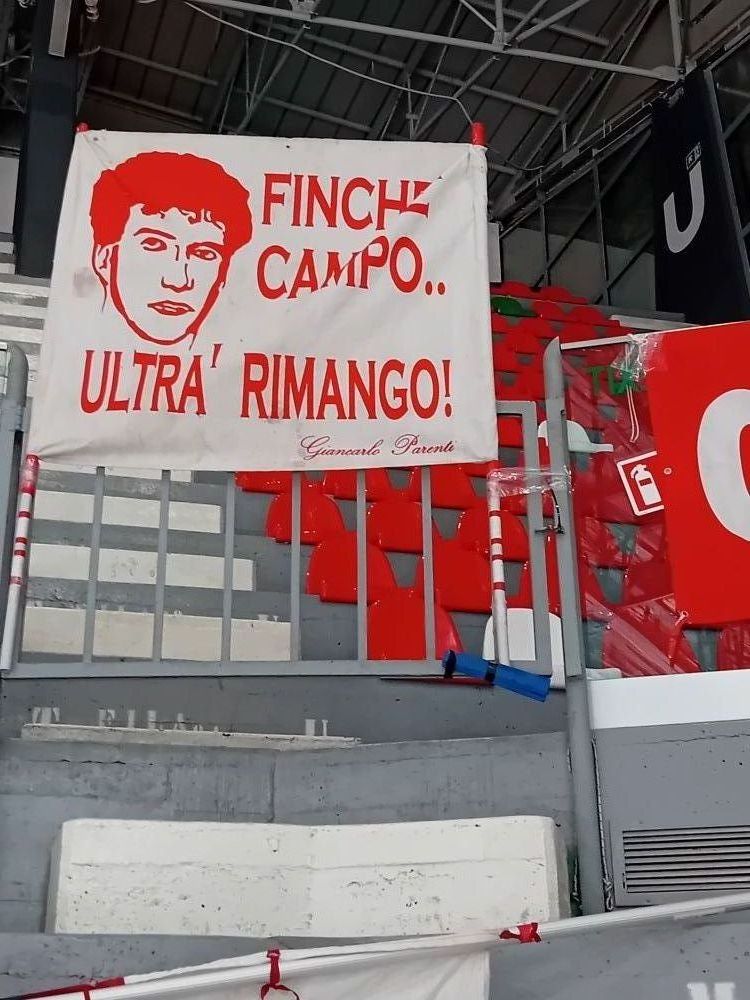 FINCHE'
CAMPO..
ULTRA' RIMANGO!
Giancarlo Parenti
U